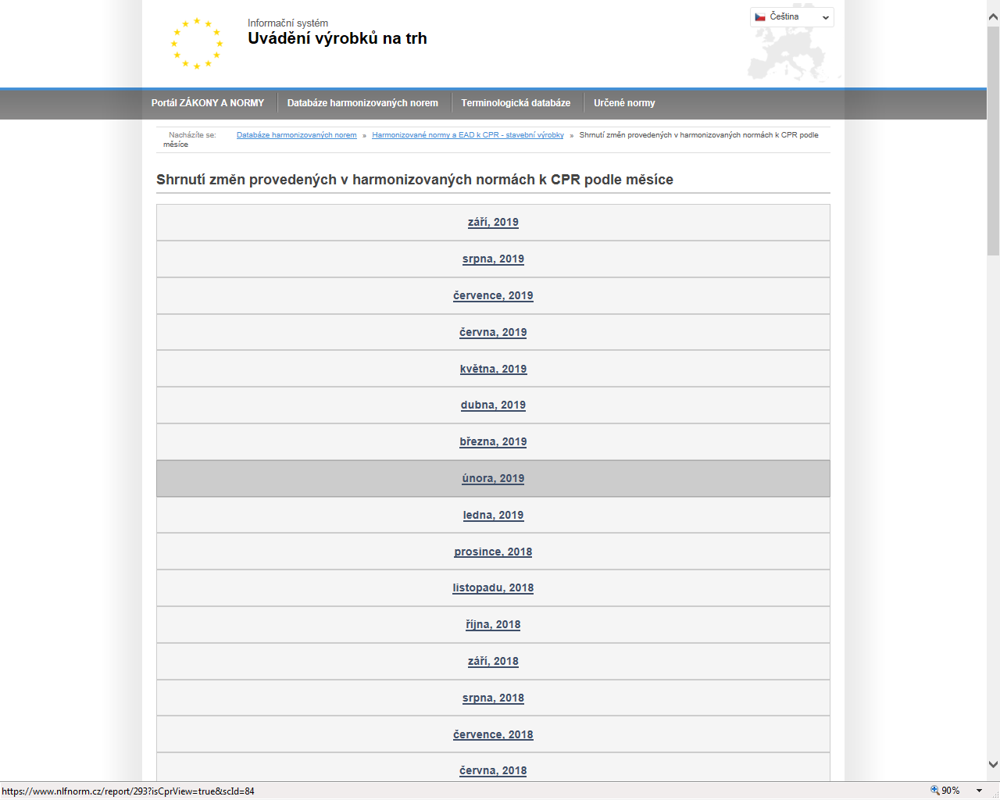 Informační systém
Uvádění výrobků na trh
Čeština
Portál ZÁKONY A NORMY
Databáze harmonizovaných norem
Terminologická databáze
Určené normy
Nacházíte se: Databáze harmonizovaných norem » Harmonizované normy a EAD k CPR - stavební výrobky » Shrnutí změn provedených v harmonizovaných normách k CPR podle
měsíce
Shrnutí změn provedených v harmonizovaných normách k CPR podle měsíce
září, 2019
srpna, 2019
července, 2019
června, 2019
května, 2019
dubna, 2019
března, 2019
února, 2019
ledna, 2019
prosince, 2018
listopadu, 2018
října, 2018
září, 2018
srpna, 2018
července, 2018
června, 2018
https://www.nlfnorm.cz/report/293?isCprView=true&scId=84
90%